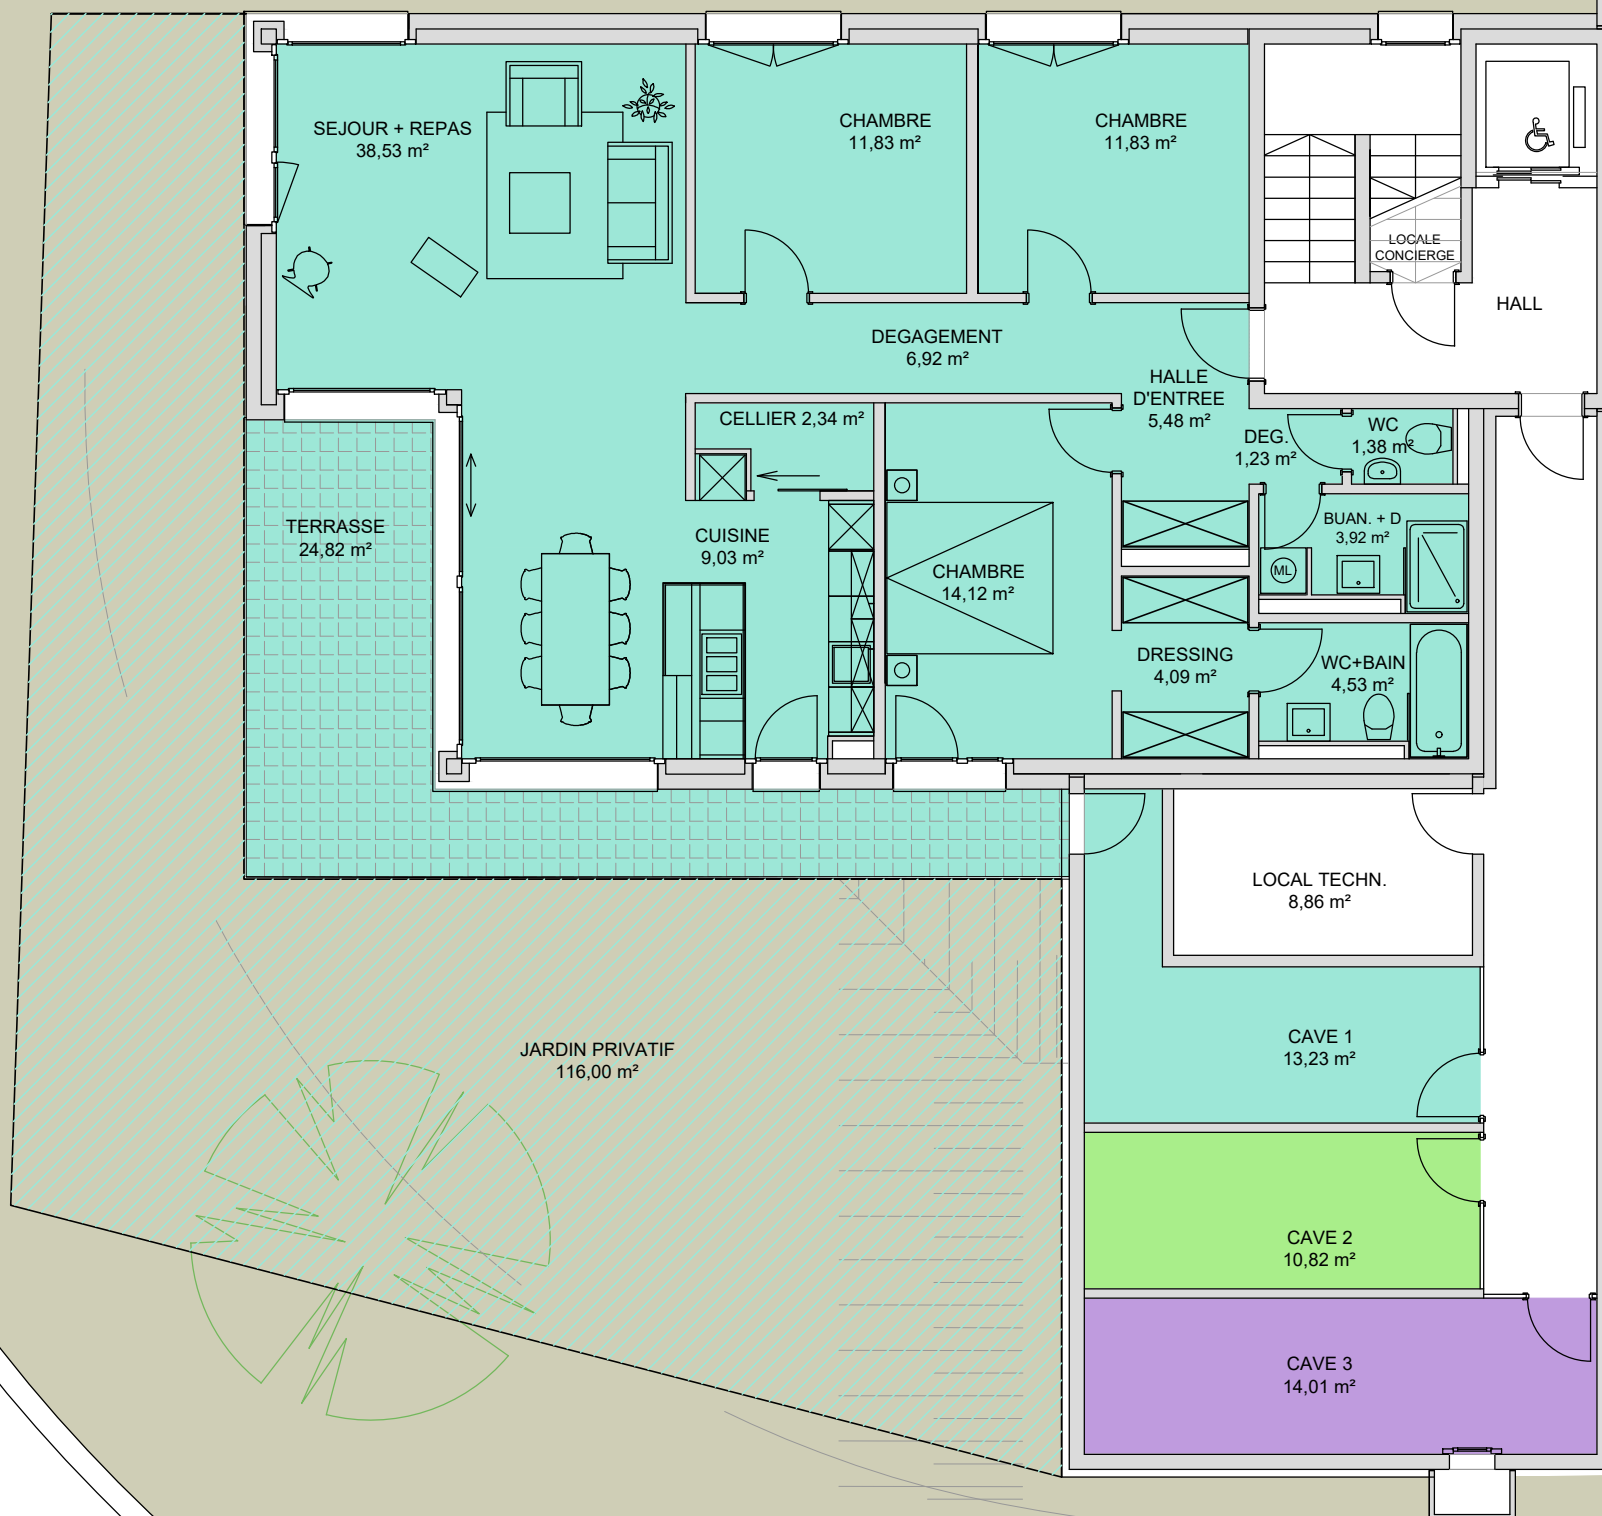 SEJOUR + REPAS
38,53 m²
CHAMBRE
11,83 m²
CHAMBRE
11,83 m²
LOCALE
CONCIERGE
HALL
DEGAGEMENT
6,92 m²
HALLE
D'ENTREE
5,48 m²
CELLIER 2,34 m²
DEG.
1,23 m²
WC
1,38 m²
TERRASSE
24,82 m²
CUISINE
9,03 m²
BUAN. + D
3,92 m²
ML
CHAMBRE
14,12 m²
DRESSING
4,09 m²
WC+BAIN
4,53 m²
LOCAL TECHN.
8,86 m²
JARDIN PRIVATIF
116,00 m²
CAVE 1
13,23 m²
CAVE 2
10,82 m²
CAVE 3
14,01 m²